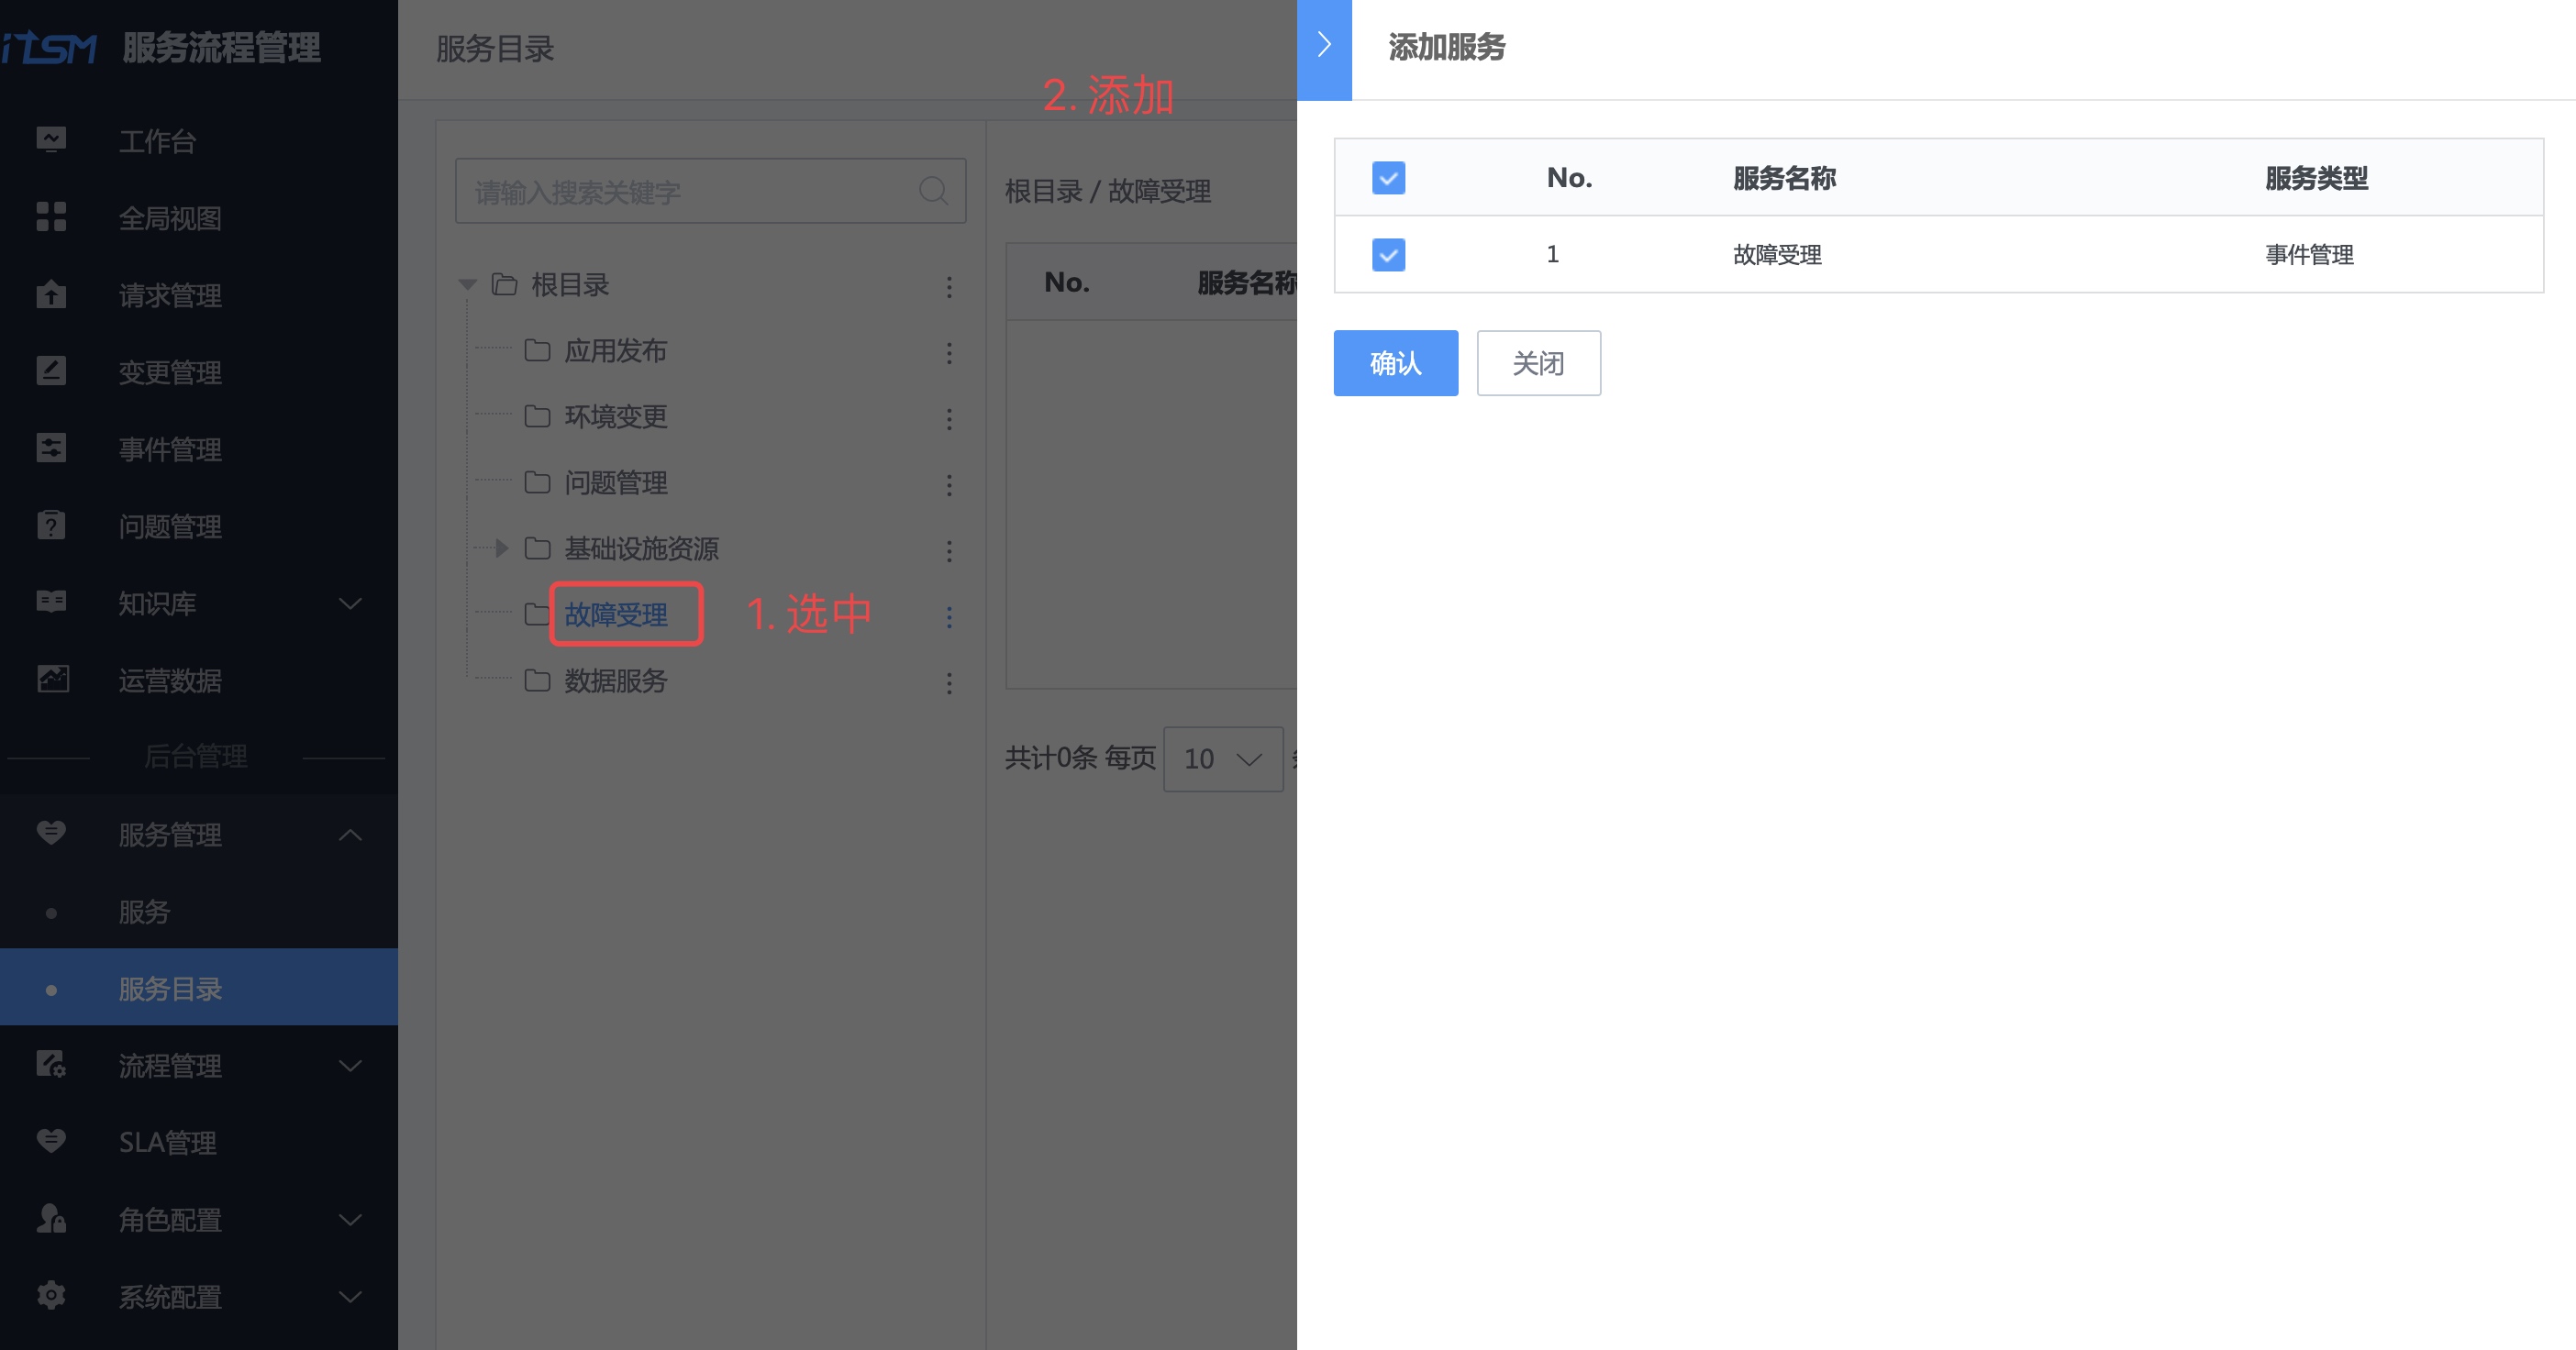 iTSM 服务流程管理
工作台
全局视图
请求管理
变更管理
事件管理
问题管理
知识库
运营数据
后台管理
服务管理
服务
服务目录
流程管理
SLA管理
角色配置
系统配置
服务目录
2. 添加
请输入搜索关键字
根目录
应用发布
环境变更
问题管理
基础设施资源
故障受理
1. 选中
数据服务
根目录 / 故障受理
No. 服务名称
共计0条 每页 10
添加服务
No. 服务名称 服务类型
1 故障受理 事件管理
确认 关闭